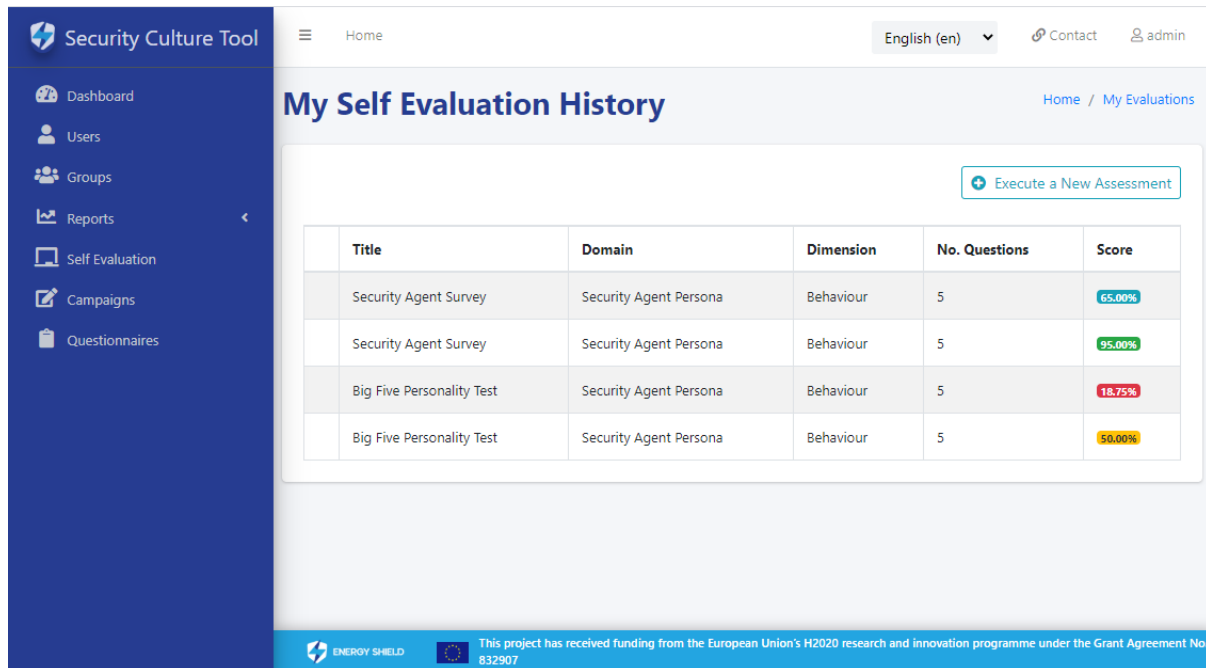 Security Culture Tool
Home
English (en)
Contact
admin
Dashboard
Users
Groups
Reports
Self Evaluation
Campaigns
Questionnaires
My Self Evaluation History
Home / My Evaluations
Execute a New Assessment
Title Domain Dimension No. Questions Score
Security Agent Survey Security Agent Persona Behaviour 5 65.00%
Security Agent Survey Security Agent Persona Behaviour 5 95.00%
Big Five Personality Test Security Agent Persona Behaviour 5 18.75%
Big Five Personality Test Security Agent Persona Behaviour 5 50.00%
ENERGY SHIELD
This project has received funding from the European Union's H2020 research and innovation programme under the Grant Agreement No
832907